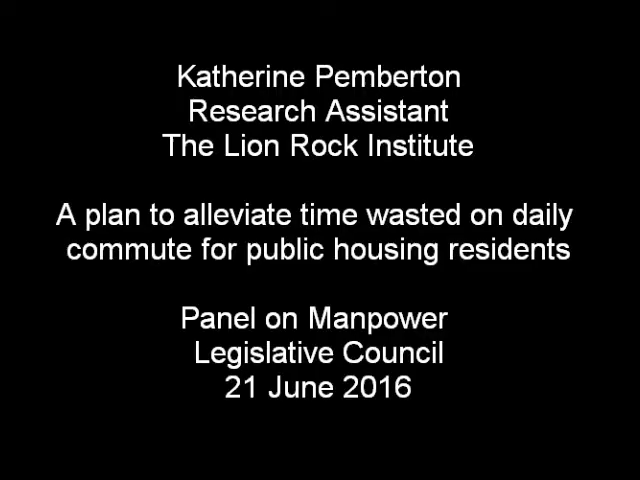 Katherine Pemberton
Research Assistant
The Lion Rock Institute
A plan to alleviate time wasted on daily
commute for public housing residents
Panel on Manpower
Legislative Council
21 June 2016